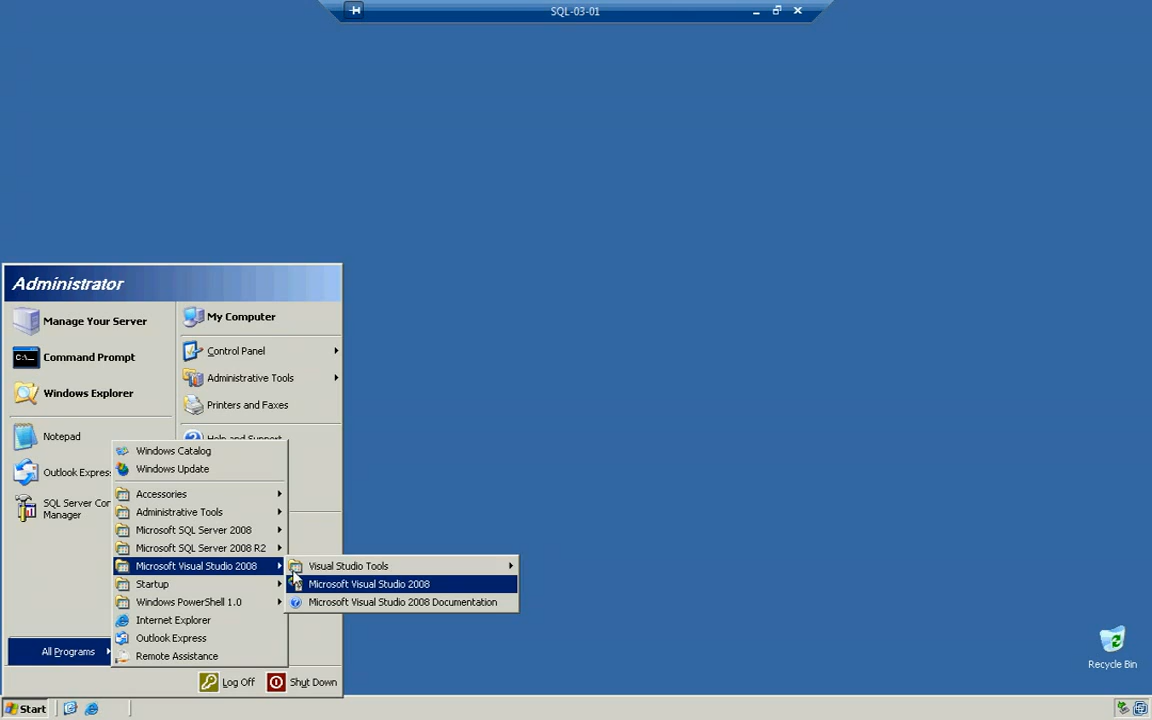 SQL-03-01
Administrator
Manage Your Server
Command Prompt
Windows Explorer
Notepad
Outlook Expres
SQL Server Con
Manager
All Programs
My Computer
Control Panel
Administrative Tools
Printers and Faxes
Help and Support
Windows Catalog
Windows Update
Accessories
Administrative Tools
Microsoft SQL Server 2008
Microsoft SQL Server 2008 R2
Microsoft Visual Studio 2008
Startup
Windows PowerShell 1.0
Internet Explorer
Outlook Express
Remote Assistance
Visual Studio Tools
Microsoft Visual Studio 2008
Microsoft Visual Studio 2008 Documentation
Log Off
Shut Down
Recycle Bin
Start